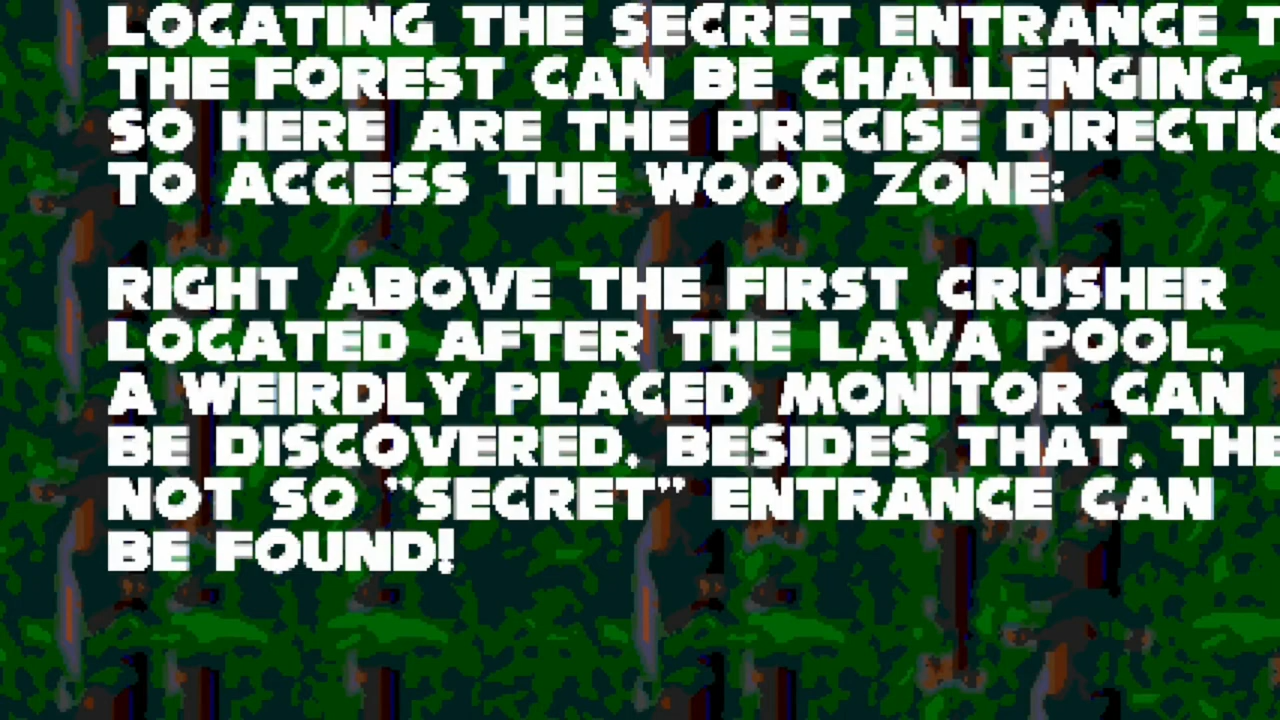 LOCATING THE SECRET ENTRANCE T
THE FOREST CAN BE CHALLENGING,
SO HERE ARE THE PRECISE DIRECTIO
TO ACCESS THE WOOD ZONE:
RIGHT ABOVE THE FIRST CRUSHER
LOCATED AFTER THE LAVA POOL,
A WEIRDLY PLACED MONITOR CAN
BE DISCOVERED. BESIDES THAT, THE
NOT SO "SECRET" ENTRANCE CAN
BE FOUND!